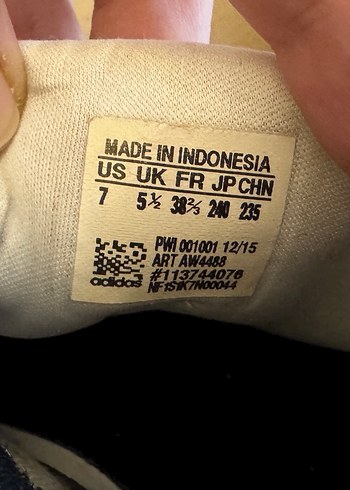 MADE IN INDONESIA
US UK FR JP CHN
7 5½ 38⅔ 240 235
PWI 001001 12/15
ART AW4488
#113744076
adidas NF1S1K7N00044